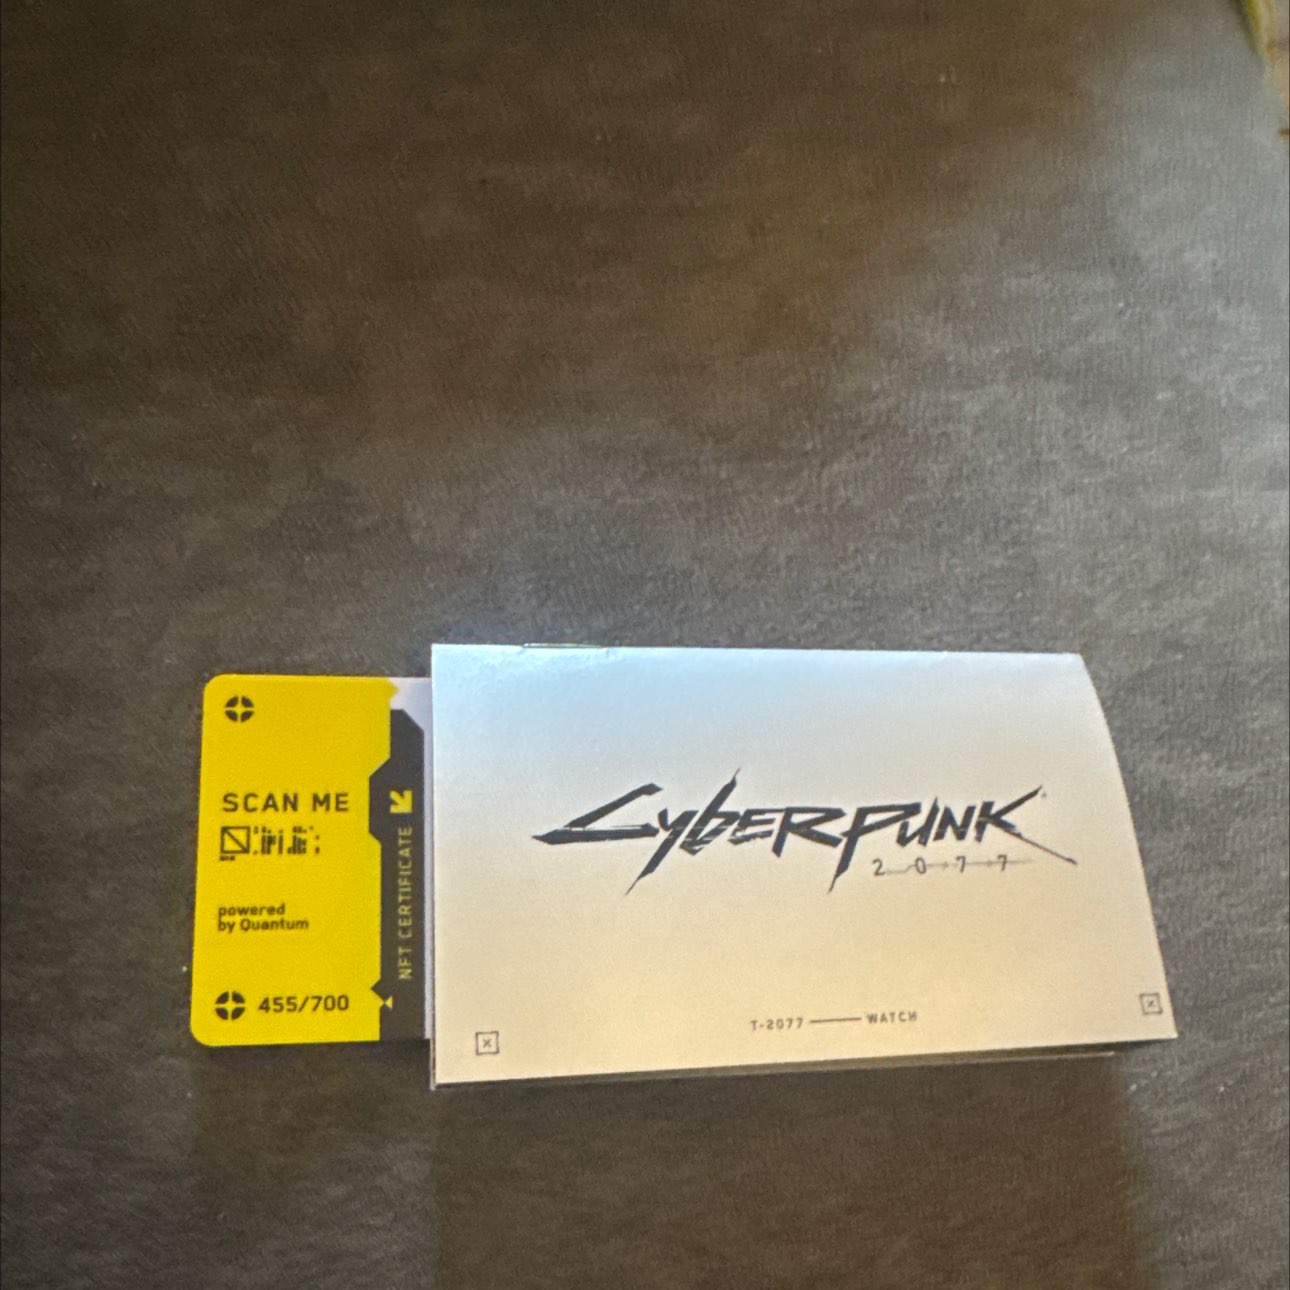 SCAN ME
powered
by Quantum
455/700
NFT CERTIFICATE
Cyberpunk
2077
T-2077 WATCH